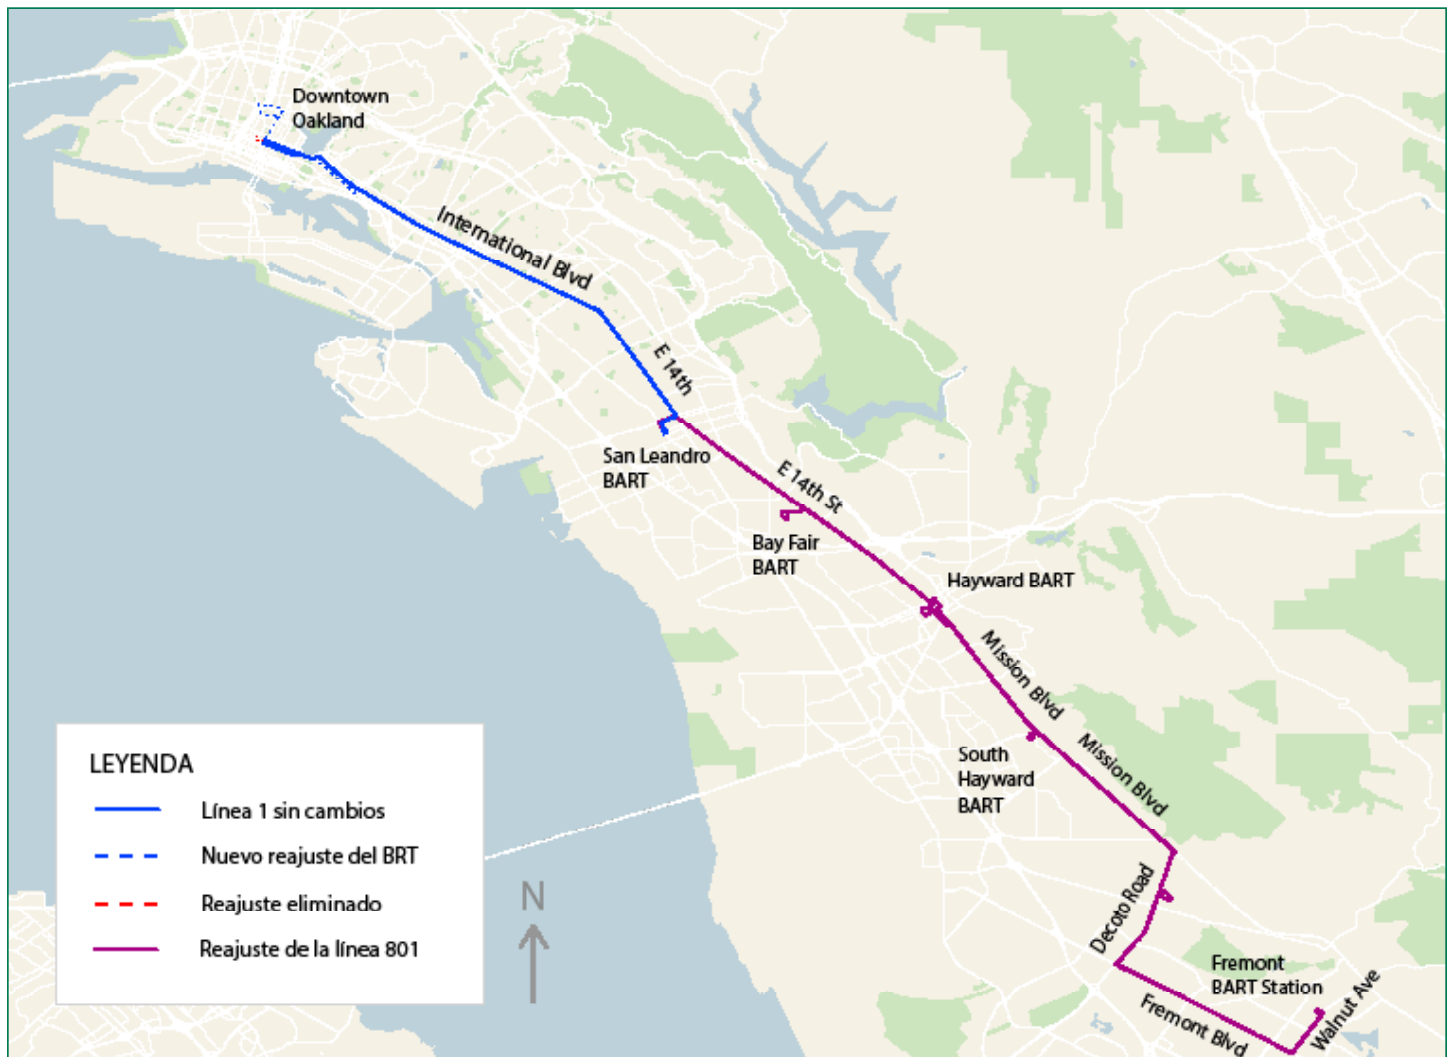 Downtown
Oakland
International Blvd
E 14th
San Leandro
BART
E 14th St
Bay Fair
BART
Hayward BART
Mission Blvd
Mission Blvd
South
Hayward
BART
Decoto Road
Fremont
BART Station
Walnut Ave
Fremont Blvd
LEYENDA
Línea 1 sin cambios
Nuevo reajuste del BRT
Reajuste eliminado
Reajuste de la línea 801
N